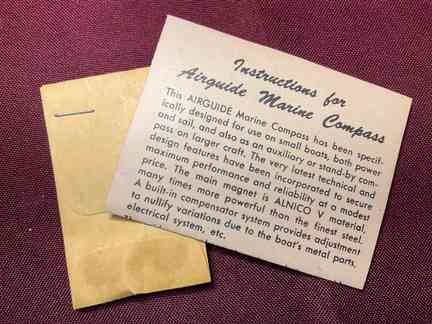 Instructions for
Airguide Marine Compass
This AIRGUIDE Marine Compass has been specif-
ically designed for use on small boats, both power
and sail, and also as an auxiliary or stand-by com-
pass on larger craft. The very latest technical and
design features have been incorporated to secure
maximum performance and reliability at a modest
price. The main magnet is ALNICO V material,
many times more powerful than the finest steel.
A built-in compensator system provides adjustment
to nullify variations due to the boat's metal parts,
electrical system, etc.